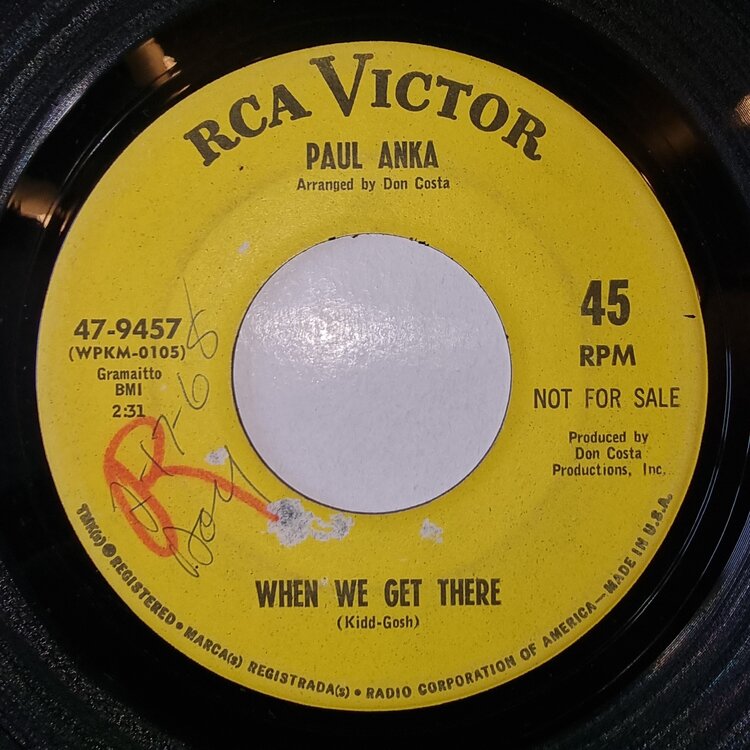 RCA VICTOR
PAUL ANKA
Arranged by Don Costa
47-9457
(WPKM-0105)
Gramaitto
BMI
2:31
45
RPM
NOT FOR SALE
Produced by
Don Costa
Productions, Inc.
R
WHEN WE GET THERE
(Kidd-Gosh)
TMK(s) ® REGISTERED • MARCA(s) REGISTRADA(s) • RADIO CORPORATION OF AMERICA—MADE IN U.S.A.